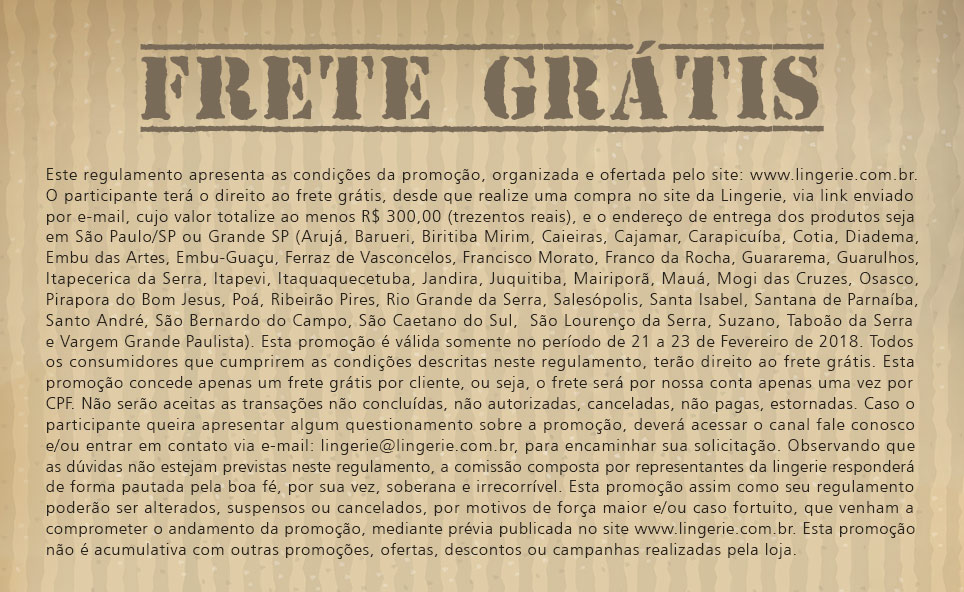 FRETE GRÁTIS
Este regulamento apresenta as condições da promoção, organizada e ofertada pelo site: www.lingerie.com.br.
O participante terá o direito ao frete grátis, desde que realize uma compra no site da Lingerie, via link enviado
por e-mail, cujo valor totalize ao menos R$ 300,00 (trezentos reais), e o endereço de entrega dos produtos seja
em São Paulo/SP ou Grande SP (Arujá, Barueri, Biritiba Mirim, Caieiras, Cajamar, Carapicuíba, Cotia, Diadema,
Embu das Artes, Embu-Guaçu, Ferraz de Vasconcelos, Francisco Morato, Franco da Rocha, Guararema, Guarulhos,
Itapecerica da Serra, Itapevi, Itaquaquecetuba, Jandira, Juquitiba, Mairiporã, Mauá, Mogi das Cruzes, Osasco,
Pirapora do Bom Jesus, Poá, Ribeirão Pires, Rio Grande da Serra, Salesópolis, Santa Isabel, Santana de Parnaíba,
Santo André, São Bernardo do Campo, São Caetano do Sul, São Lourenço da Serra, Suzano, Taboão da Serra
e Vargem Grande Paulista). Esta promoção é válida somente no período de 21 a 23 de Fevereiro de 2018. Todos
os consumidores que cumprirem as condições descritas neste regulamento, terão direito ao frete grátis. Esta
promoção concede apenas um frete grátis por cliente, ou seja, o frete será por nossa conta apenas uma vez por
CPF. Não serão aceitas as transações não concluídas, não autorizadas, canceladas, não pagas, estornadas. Caso o
participante queira apresentar algum questionamento sobre a promoção, deverá acessar o canal fale conosco
e/ou entrar em contato via e-mail: lingerie@lingerie.com.br, para encaminhar sua solicitação. Observando que
as dúvidas não estejam previstas neste regulamento, a comissão composta por representantes da lingerie responderá
de forma pautada pela boa fé, por sua vez, soberana e irrecorrível. Esta promoção assim como seu regulamento
poderão ser alterados, suspensos ou cancelados, por motivos de força maior e/ou caso fortuito, que venham a
comprometer o andamento da promoção, mediante prévia publicada no site www.lingerie.com.br. Esta promoção
não é acumulativa com outras promoções, ofertas, descontos ou campanhas realizadas pela loja.